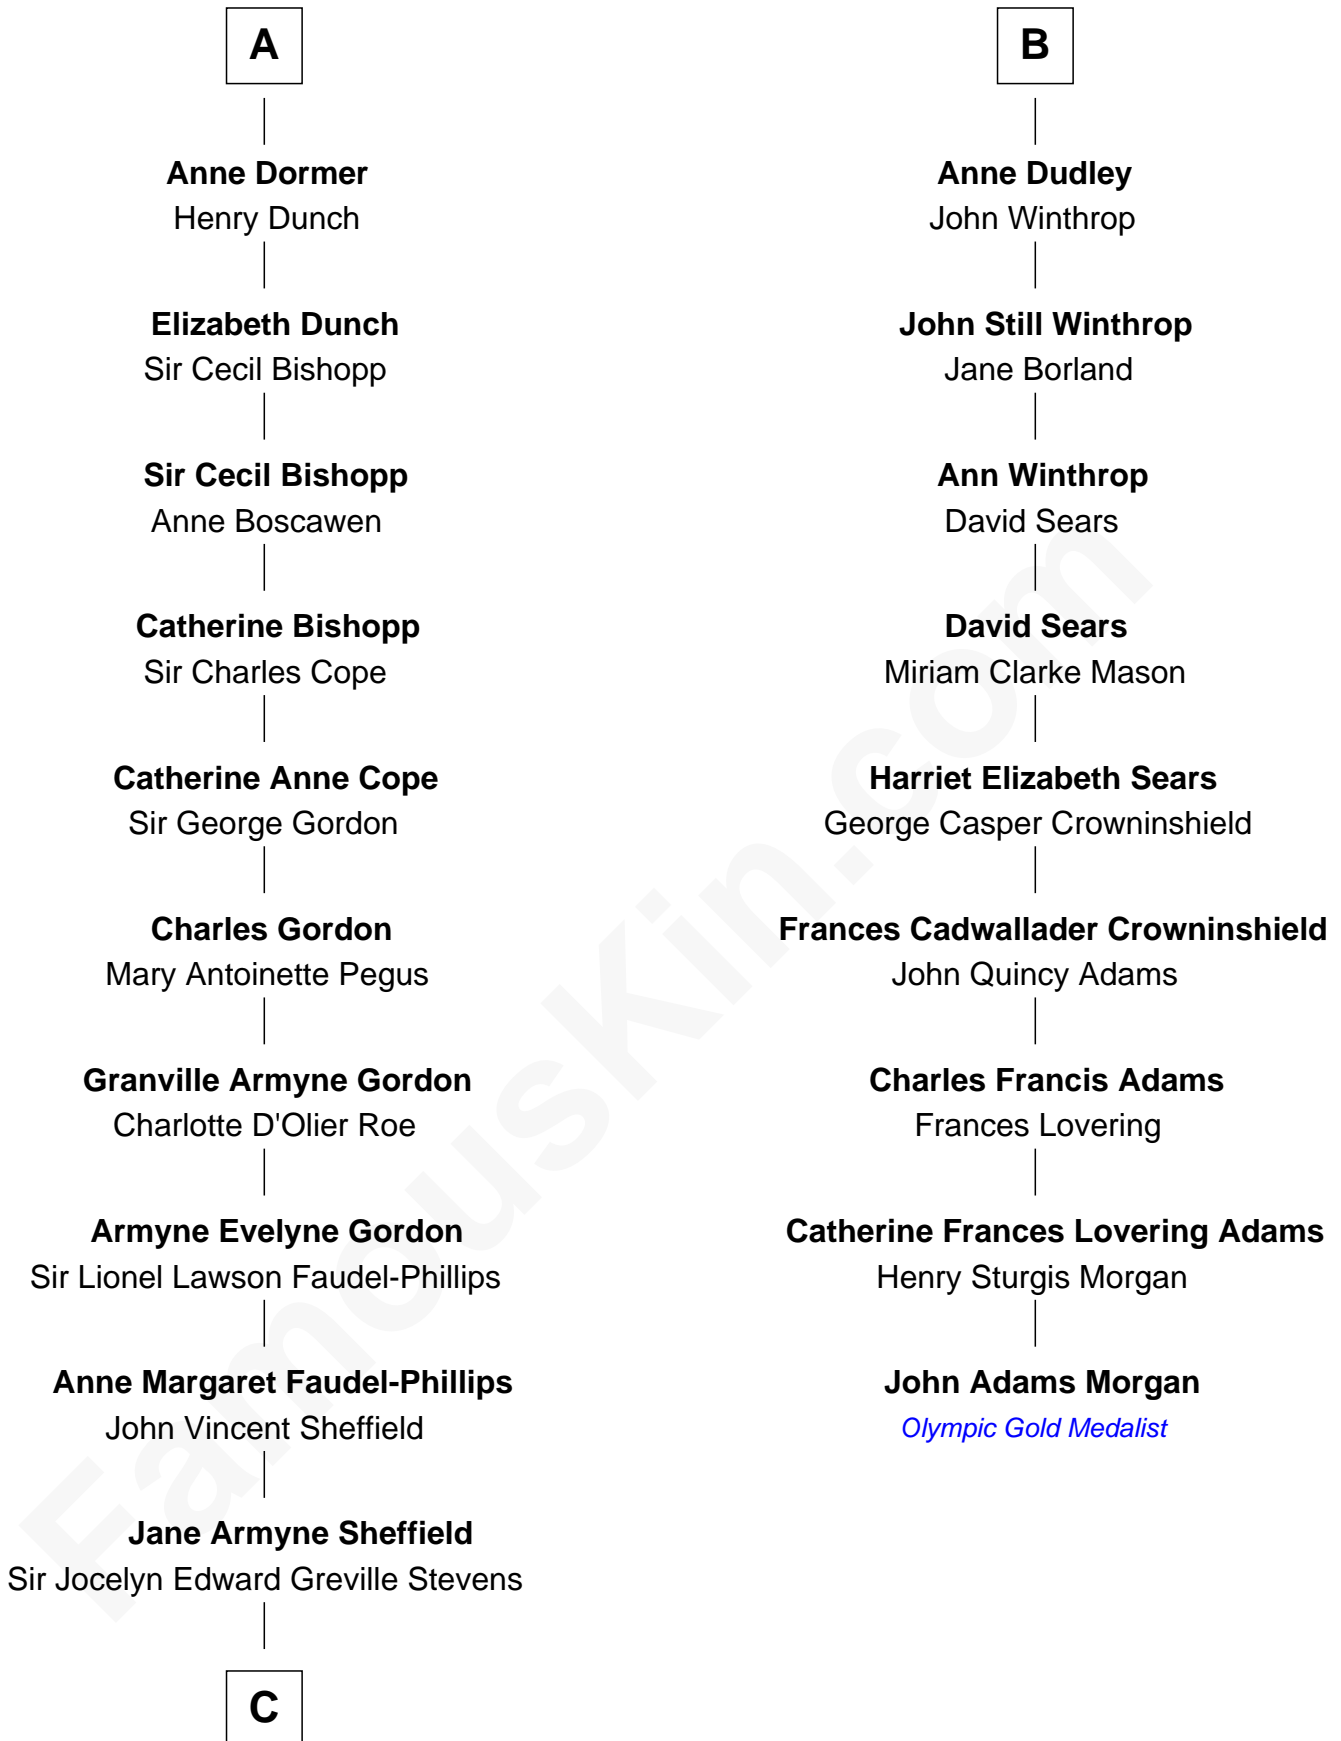 A
Anne Dormer
Henry Dunch
Elizabeth Dunch
Sir Cecil Bishopp
Sir Cecil Bishopp
Anne Boscawen
Catherine Bishopp
Sir Charles Cope
Catherine Anne Cope
Sir George Gordon
Charles Gordon
Mary Antoinette Pegus
Granville Armyne Gordon
Charlotte D'Olier Roe
Armyne Evelyne Gordon
Sir Lionel Lawson Faudel-Phillips
Anne Margaret Faudel-Phillips
John Vincent Sheffield
Jane Armyne Sheffield
Sir Jocelyn Edward Greville Stevens
C
B
Anne Dudley
John Winthrop
John Still Winthrop
Jane Borland
Ann Winthrop
David Sears
David Sears
Miriam Clarke Mason
Harriet Elizabeth Sears
George Casper Crowninshield
Frances Cadwallader Crowninshield
John Quincy Adams
Charles Francis Adams
Frances Lovering
Catherine Frances Lovering Adams
Henry Sturgis Morgan
John Adams Morgan
Olympic Gold Medalist
FamousKin.com